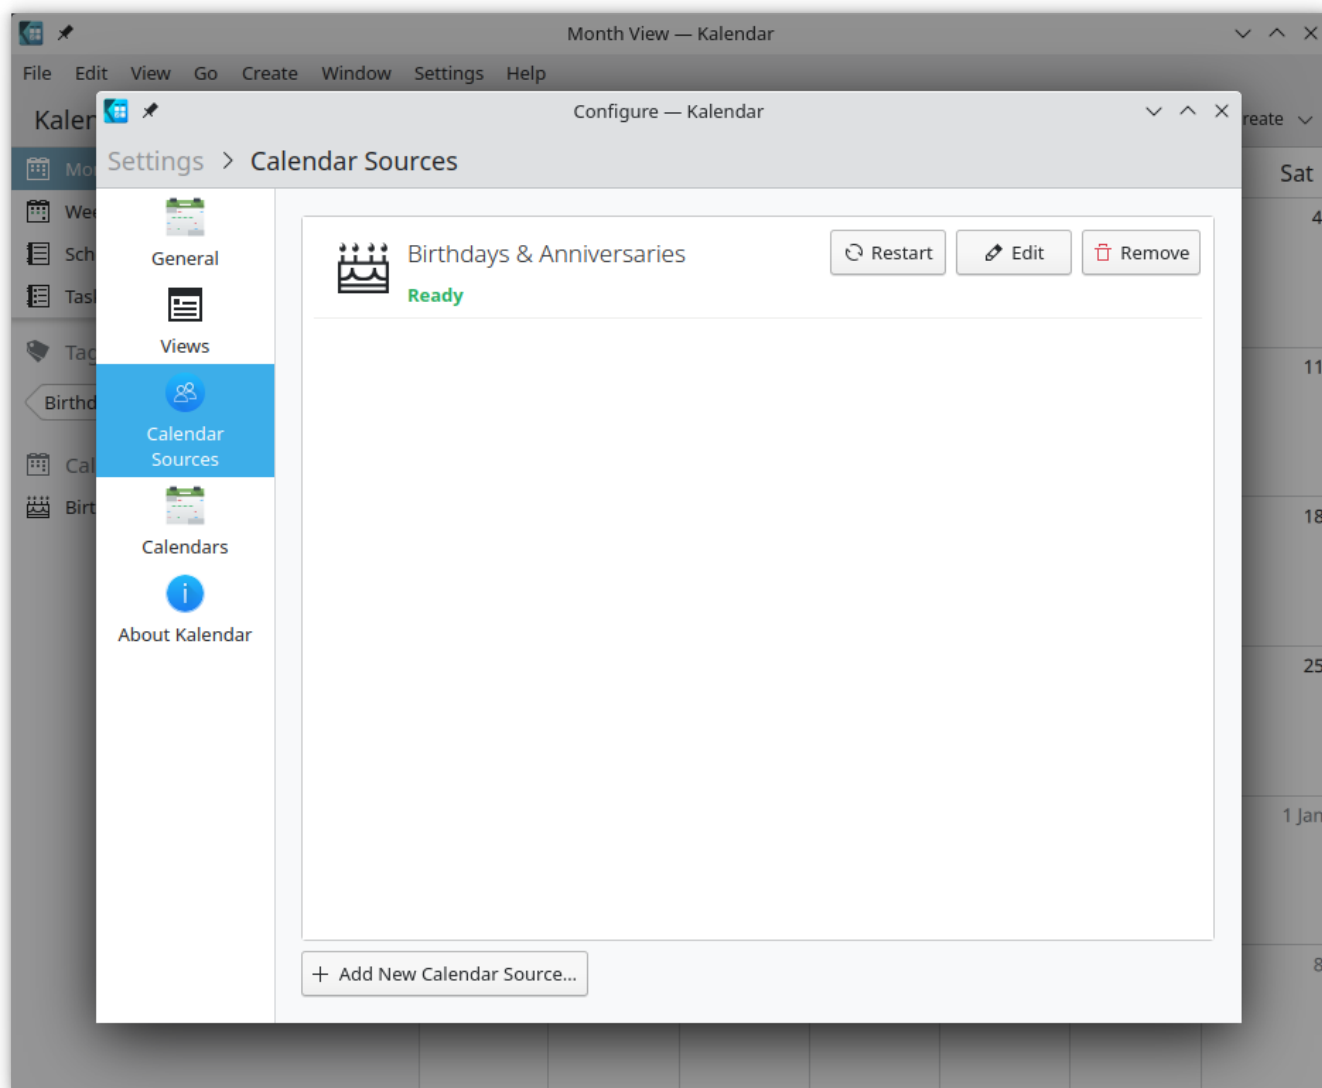 Month View — Kalendar
File Edit View Go Create Window Settings Help
Configure — Kalendar
Settings > Calendar Sources
Sat
4
General
Birthdays & Anniversaries
Ready
Restart
Edit
Remove
Views
11
Calendar
Sources
18
Calendars
About Kalendar
25
1 Jan
8
+ Add New Calendar Source...